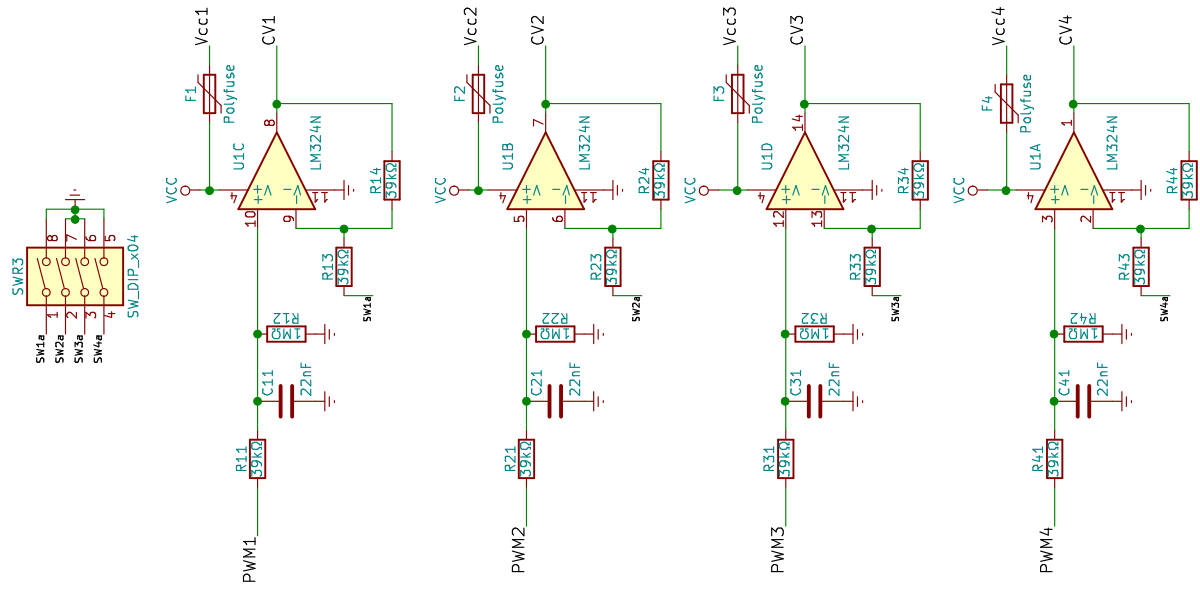 SWR3
SW_DIP_x04
8
7
6
5
1
2
3
4
SW1a
SW2a
SW3a
SW4a
Vcc1
CV1
F1
Polyfuse
VCC
U1C
LM324N
8
4
11
+
-
V+
V-
10
9
R14
39kΩ
R13
39kΩ
SW1a
R12
1MΩ
C11
22nF
R11
39kΩ
PWM1
Vcc2
CV2
F2
Polyfuse
VCC
U1B
LM324N
7
4
11
+
-
V+
V-
5
6
R24
39kΩ
R23
39kΩ
SW2a
R22
1MΩ
C21
22nF
R21
39kΩ
PWM2
Vcc3
CV3
F3
Polyfuse
VCC
U1D
LM324N
14
4
11
+
-
V+
V-
12
13
R34
39kΩ
R33
39kΩ
SW3a
R32
1MΩ
C31
22nF
R31
39kΩ
PWM3
Vcc4
CV4
F4
Polyfuse
VCC
U1A
LM324N
1
4
11
+
-
V+
V-
3
2
R44
39kΩ
R43
39kΩ
SW4a
R42
1MΩ
C41
22nF
R41
39kΩ
PWM4